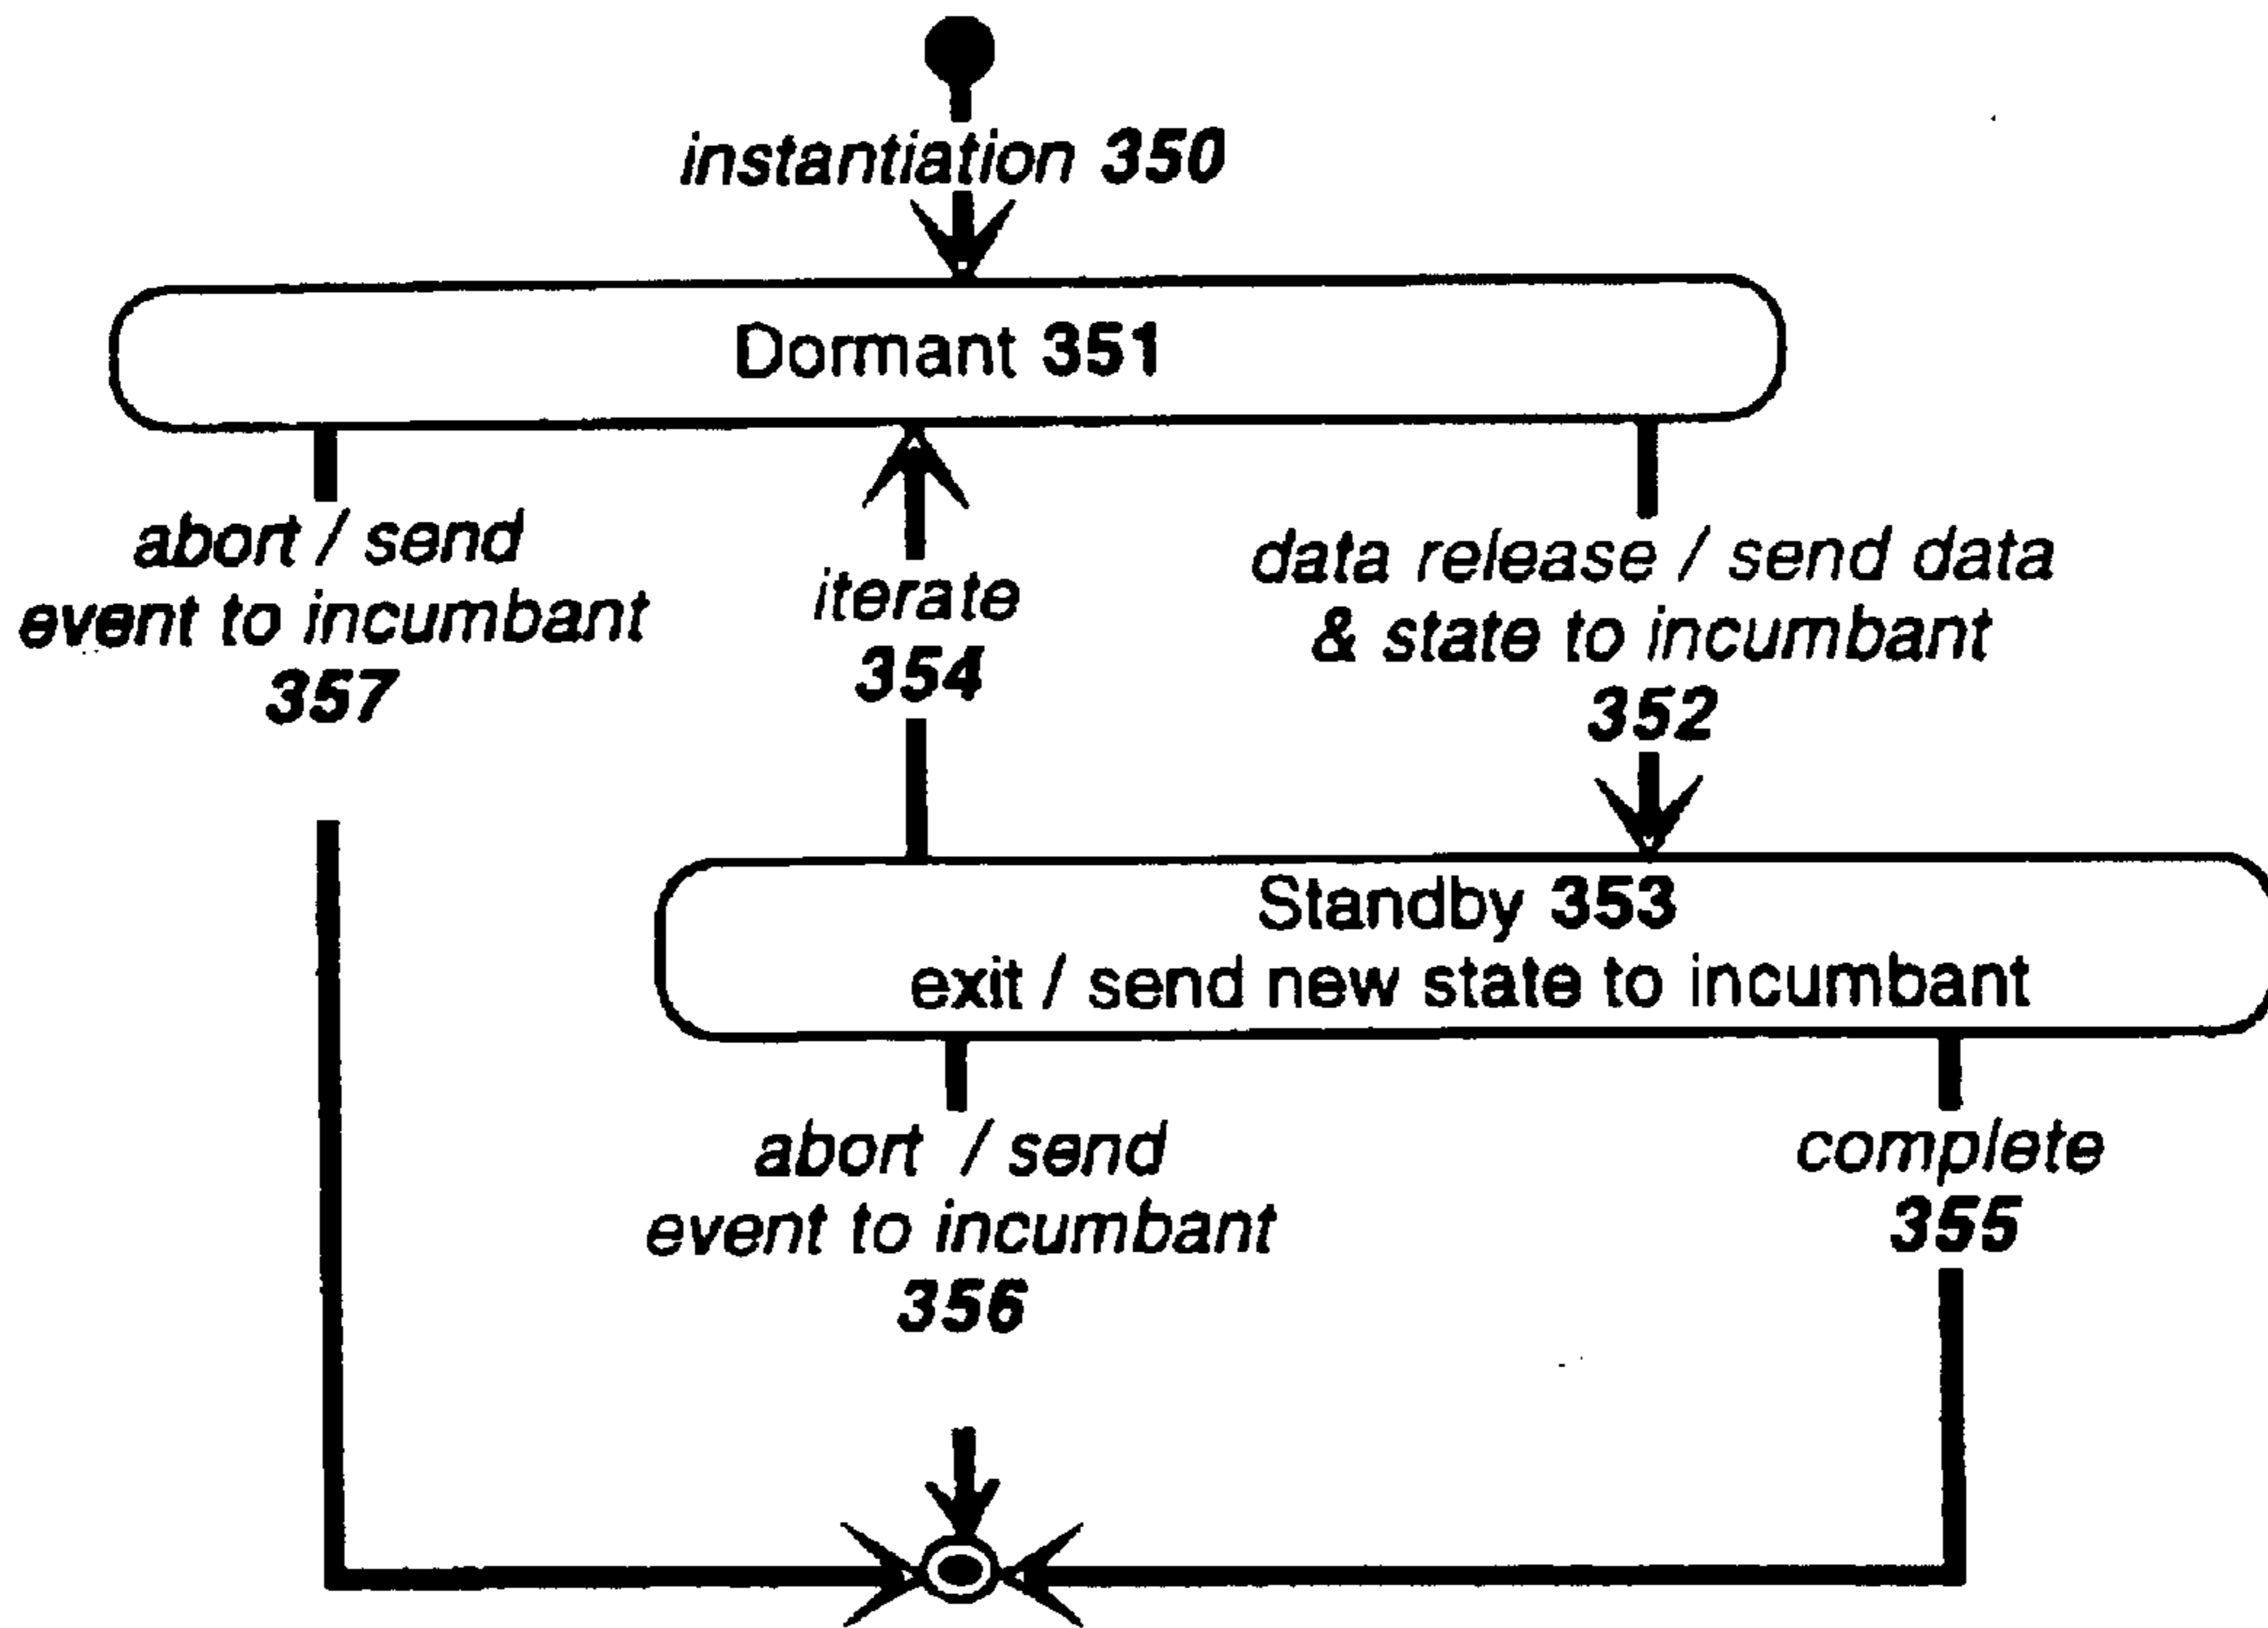 instantiation 350
Dormant 351
abort / send
event to incumbant
357
iterate
354
data release / send data
& state to incumbant
352
Standby 353
exit / send new state to incumbant
abort / send
event to incumbant
356
complete
355